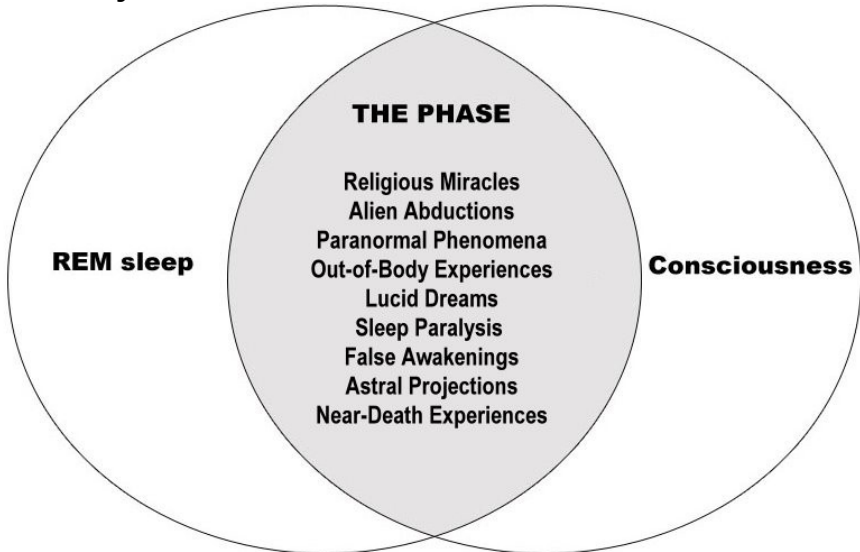 THE PHASE
Religious Miracles
Alien Abductions
Paranormal Phenomena
REM sleep
Out-of-Body Experiences
Consciousness
Lucid Dreams
Sleep Paralysis
False Awakenings
Astral Projections
Near-Death Experiences